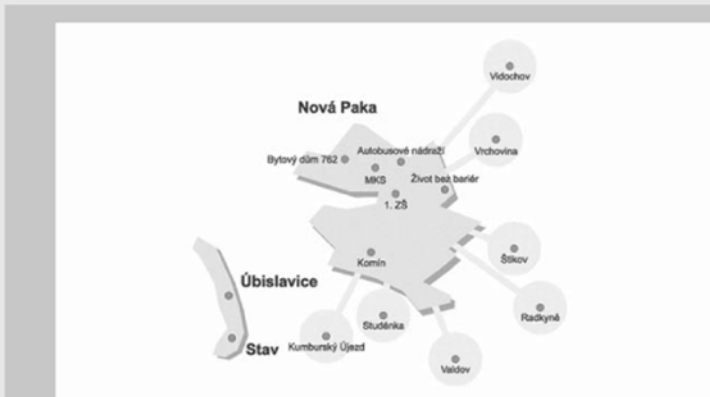 Vidochov
Nová Paka
Vrchovina
Autobusové nádraží
Bytový dům 762
MKS
Život bez bariér
1. ZŠ
Štikov
Komín
Úbislavice
Radkyně
Studénka
Stav
Kumburský Újezd
Valdov